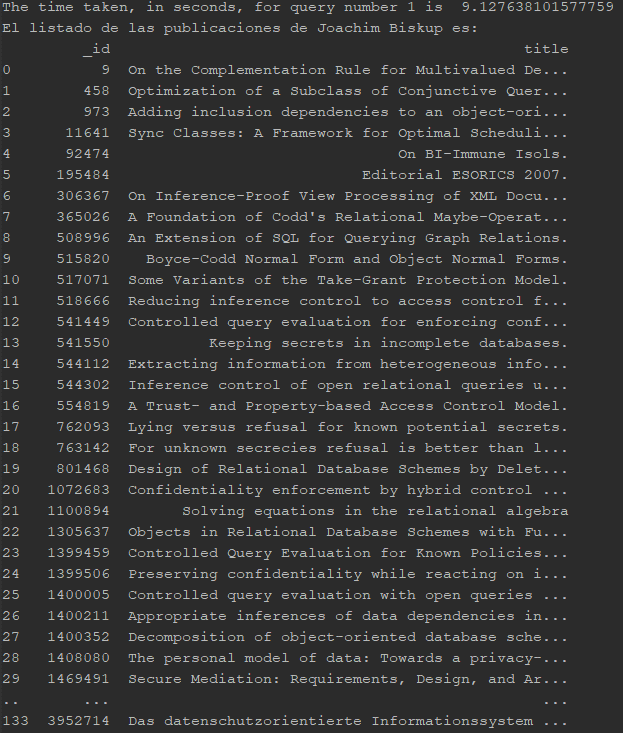 The time taken, in seconds, for query number 1 is 9.127638101577759
El listado de las publicaciones de Joachim Biskup es:
_id title
0 9 On the Complementation Rule for Multivalued De...
1 458 Optimization of a Subclass of Conjunctive Quer...
2 973 Adding inclusion dependencies to an object-ori...
3 11641 Sync Classes: A Framework for Optimal Scheduli...
4 92474 On BI-Immune Isols.
5 195484 Editorial ESORICS 2007.
6 306367 On Inference-Proof View Processing of XML Docu...
7 365026 A Foundation of Codd's Relational Maybe-Operat...
8 508996 An Extension of SQL for Querying Graph Relations.
9 515820 Boyce-Codd Normal Form and Object Normal Forms.
10 517071 Some Variants of the Take-Grant Protection Model.
11 518666 Reducing inference control to access control f...
12 541449 Controlled query evaluation for enforcing conf...
13 541550 Keeping secrets in incomplete databases.
14 544112 Extracting information from heterogeneous info...
15 544302 Inference control of open relational queries u...
16 554819 A Trust- and Property-based Access Control Model.
17 762093 Lying versus refusal for known potential secrets.
18 763142 For unknown secrecies refusal is better than l...
19 801468 Design of Relational Database Schemes by Delet...
20 1072683 Confidentiality enforcement by hybrid control ...
21 1100894 Solving equations in the relational algebra
22 1305637 Objects in Relational Database Schemes with Fu...
23 1399459 Controlled Query Evaluation for Known Policies...
24 1399506 Preserving confidentiality while reacting on i...
25 1400005 Controlled query evaluation with open queries ...
26 1400211 Appropriate inferences of data dependencies in...
27 1400352 Decomposition of object-oriented database sche...
28 1408080 The personal model of data: Towards a privacy-...
29 1469491 Secure Mediation: Requirements, Design, and Ar...
.. ... ...
133 3952714 Das datenschutzorientierte Informationssystem ...